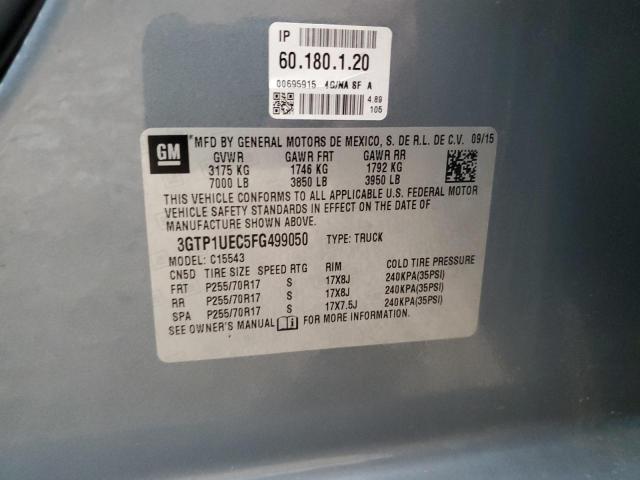 IP
60.180.1.20
00695915 4G/NA SF A
4.89
105
GM
*MFD BY GENERAL MOTORS DE MEXICO, S. DE R.L. DE C.V. 09/15
GVWR GAWR FRT GAWR RR
3175 KG 1746 KG 1792 KG
7000 LB 3850 LB 3950 LB
THIS VEHICLE CONFORMS TO ALL APPLICABLE U.S. FEDERAL MOTOR
VEHICLE SAFETY STANDARDS IN EFFECT ON THE DATE OF
MANUFACTURE SHOWN ABOVE.
3GTP1UEC5FG499050 TYPE: TRUCK
MODEL: C15543
CN5D TIRE SIZE SPEED RTG RIM COLD TIRE PRESSURE
FRT P255/70R17 S 17X8J 240KPA(35PSI)
RR P255/70R17 S 17X8J 240KPA(35PSI)
SPA P255/70R17 S 17X7.5J 240KPA(35PSI)
SEE OWNER'S MANUAL FOR MORE INFORMATION.